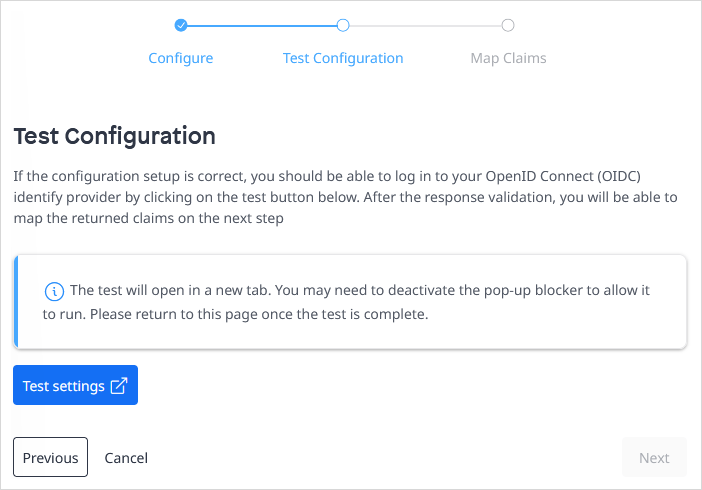 Configure
Test Configuration
Map Claims
Test Configuration
If the configuration setup is correct, you should be able to log in to your OpenID Connect (OIDC)
identify provider by clicking on the test button below. After the response validation, you will be able to
map the returned claims on the next step
The test will open in a new tab. You may need to deactivate the pop-up blocker to allow it
to run. Please return to this page once the test is complete.
Test settings
Previous
Cancel
Next